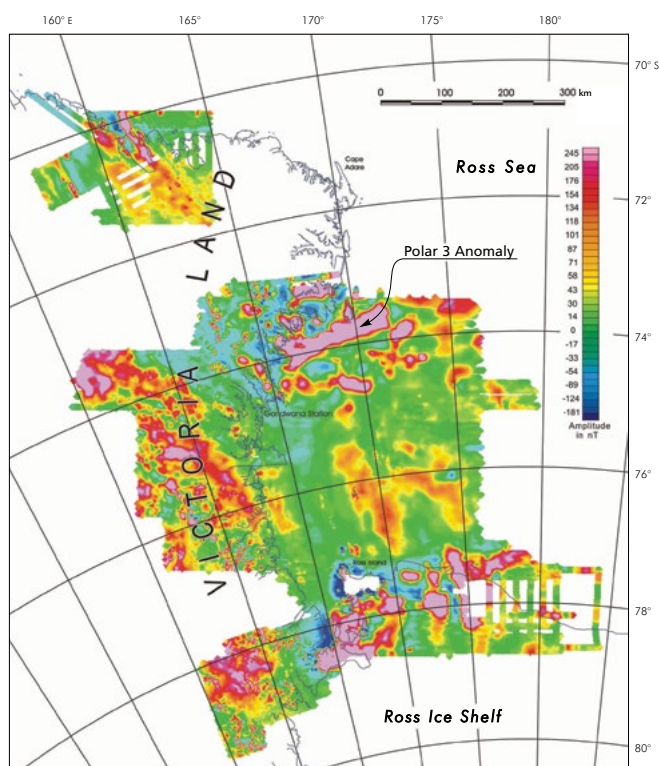 160° E
165°
170°
175°
180°
70° S
0 100 200 300 km
Cape
Adare
Ross Sea
VICTORIA LAND
72°
Polar 3 Anomaly
74°
Gondwana Station
76°
Ross Island
78°
Ross Ice Shelf
80°
245
205
176
154
134
118
101
87
71
58
43
30
14
0
-17
-33
-54
-89
-124
-181
Amplitude
in nT